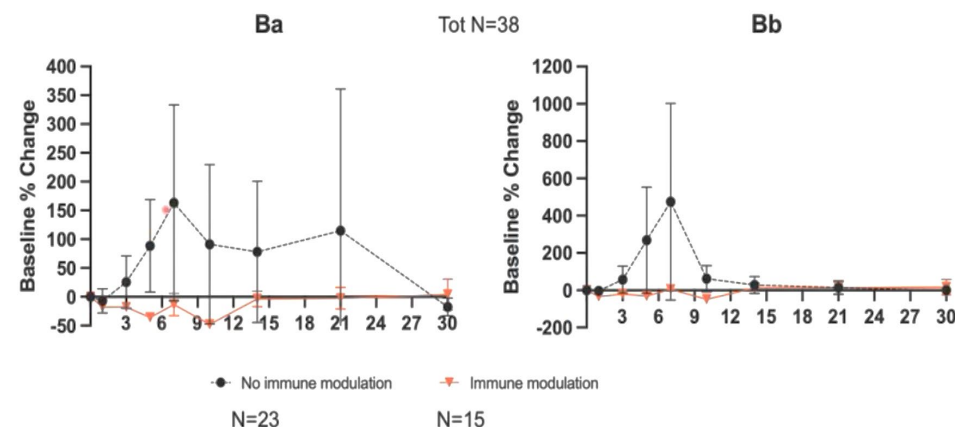 Ba
Tot N=38
Bb
Baseline % Change
400
350
300
250
200
150
100
50
0
-50
3 6 9 12 15 18 21 24 27 30
Baseline % Change
1200
1000
800
600
400
200
0
-200
3 6 9 12 15 18 21 24 27 30
No immune modulation
Immune modulation
N=23
N=15